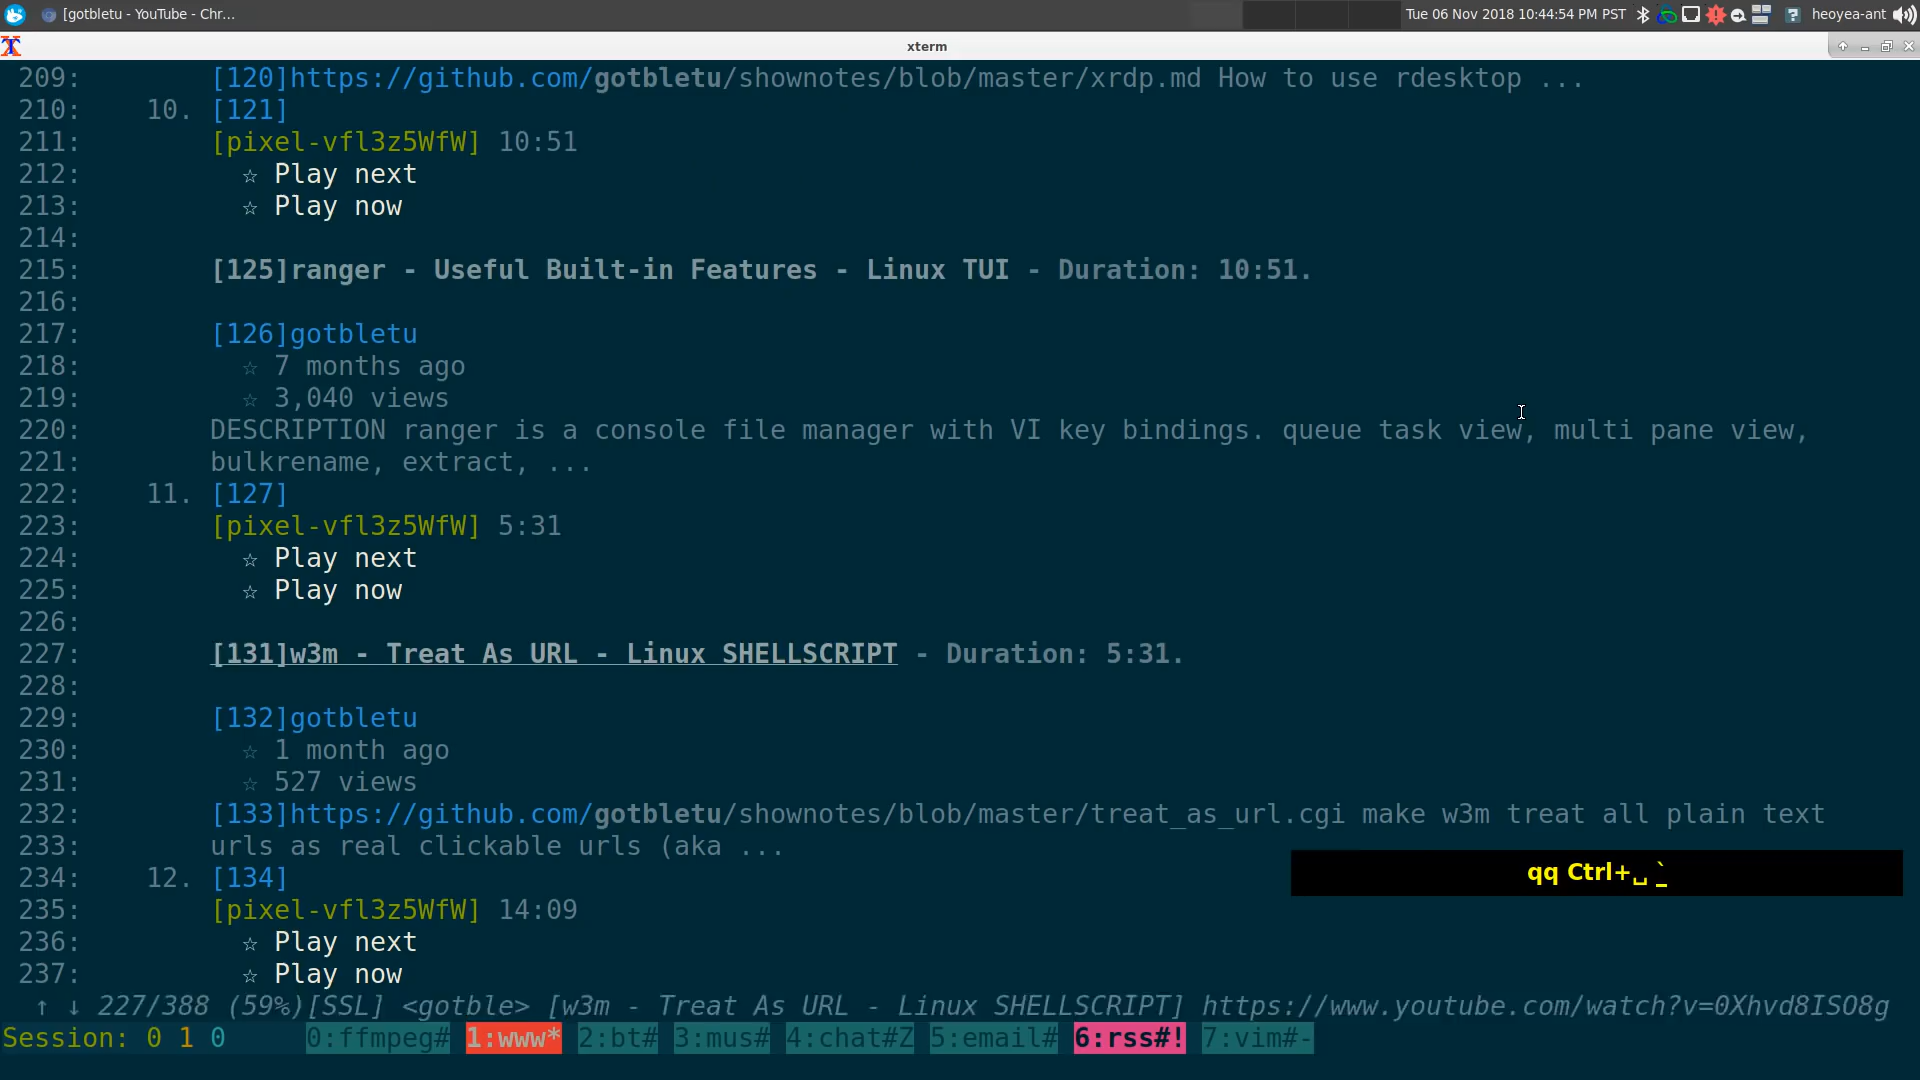 [gotbletu - YouTube - Chr...
Tue 06 Nov 2018 10:44:54 PM PST
heoyea-ant
xterm
209: [120]https://github.com/gotbletu/shownotes/blob/master/xrdp.md How to use rdesktop ...
210: 10. [121]
211: [pixel-vfl3z5WfW] 10:51
212: ☆ Play next
213: ☆ Play now
214:
215: [125]ranger - Useful Built-in Features - Linux TUI - Duration: 10:51.
216:
217: [126]gotbletu
218: ☆ 7 months ago
219: ☆ 3,040 views
220: DESCRIPTION ranger is a console file manager with VI key bindings. queue task view, multi pane view,
221: bulkrename, extract, ...
222: 11. [127]
223: [pixel-vfl3z5WfW] 5:31
224: ☆ Play next
225: ☆ Play now
226:
227: [131]w3m - Treat As URL - Linux SHELLSCRIPT - Duration: 5:31.
228:
229: [132]gotbletu
230: ☆ 1 month ago
231: ☆ 527 views
232: [133]https://github.com/gotbletu/shownotes/blob/master/treat_as_url.cgi make w3m treat all plain text
233: urls as real clickable urls (aka ...
234: 12. [134]
235: [pixel-vfl3z5WfW] 14:09
236: ☆ Play next
237: ☆ Play now
qq Ctrl+␣ `
↑ ↓ 227/388 (59%)[SSL] <gotble> [w3m - Treat As URL - Linux SHELLSCRIPT] https://www.youtube.com/watch?v=0Xhvd8ISO8g
Session: 0 1 0 0:ffmpeg# 1:www* 2:bt# 3:mus# 4:chat#Z 5:email# 6:rss#! 7:vim#-